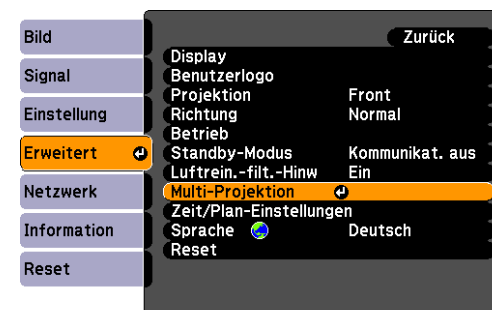 Bild
Signal
Einstellung
Erweitert
Netzwerk
Information
Reset
Zurück
Display
Benutzerlogo
Projektion Front
Richtung Normal
Betrieb
Standby-Modus Kommunikat. aus
Luftrein.-filt.-Hinw Ein
Multi-Projektion
Zeit/Plan-Einstellungen
Sprache Deutsch
Reset